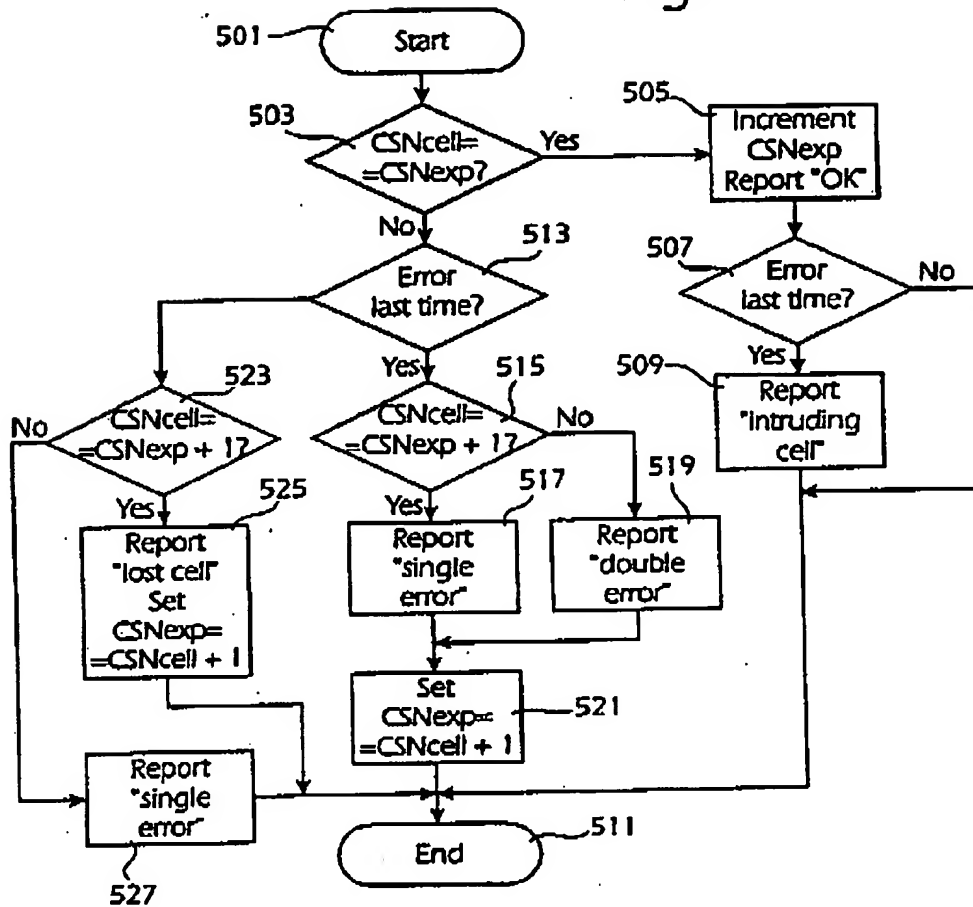 g
501
Start
503
CSNcell=
=CSNexp?
Yes
No
505
Increment
CSNexp
Report "OK"
507
Error
last time?
No
Yes
509
Report
"intruding
cell"
513
Error
last time?
Yes
523
CSNcell=
=CSNexp + 1?
No
Yes
515
CSNcell=
=CSNexp + 1?
No
Yes
525
Report
"lost cell"
Set
CSNexp=
=CSNcell + 1
517
Report
"single
error"
519
Report
"double
error"
Set
CSNexp=
=CSNcell + 1
521
Report
"single
error"
527
End
511